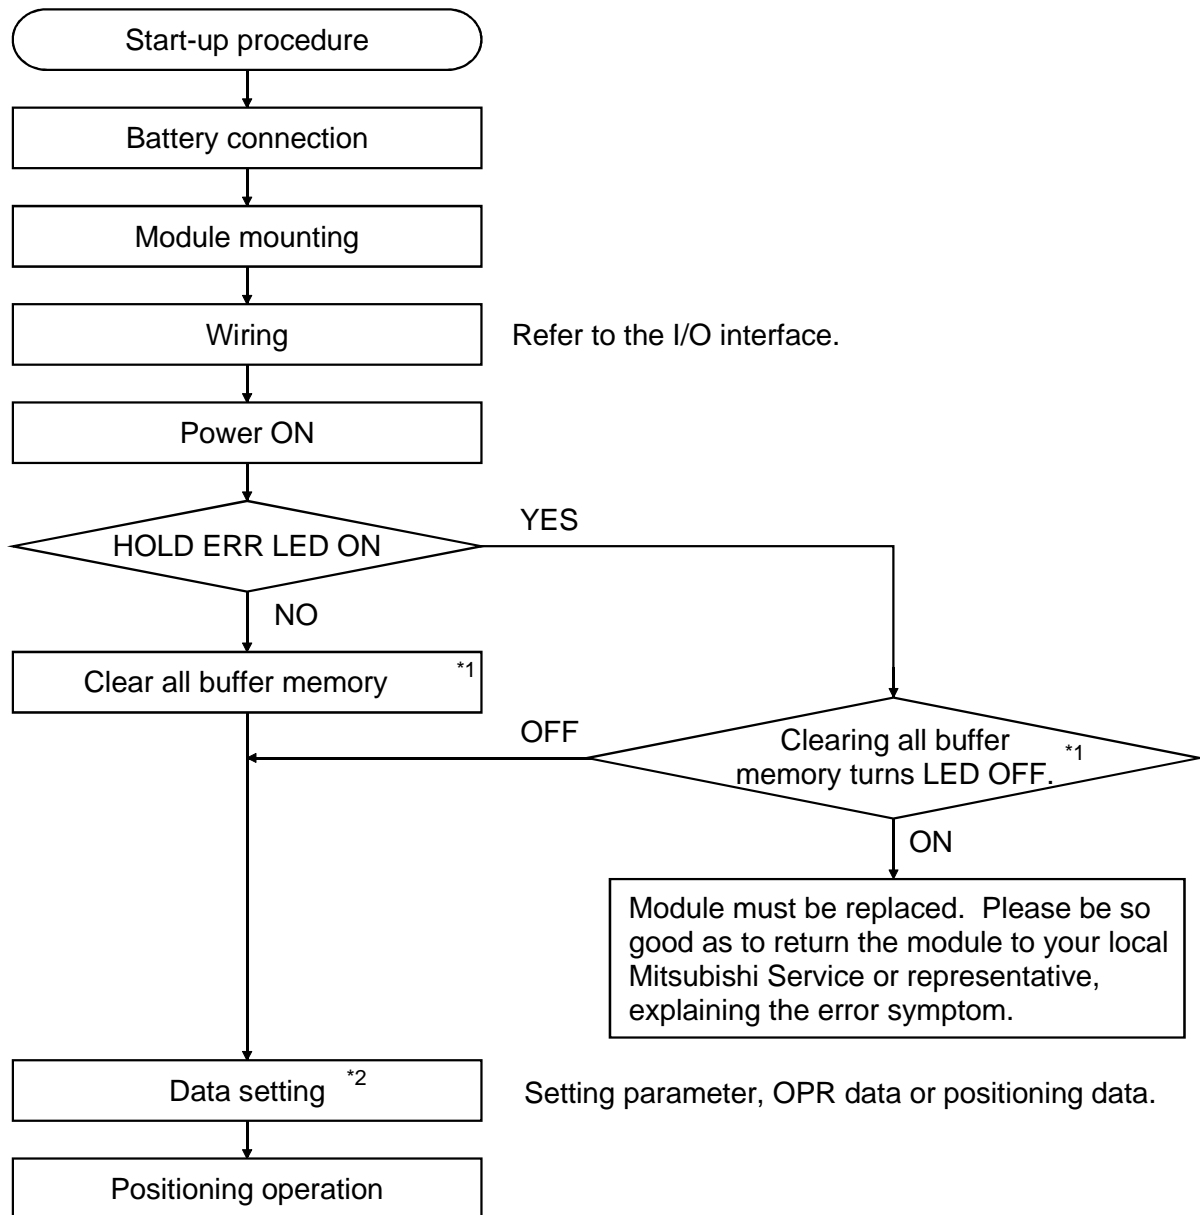 Start-up procedure
Battery connection
Module mounting
Wiring
Refer to the I/O interface.
Power ON
HOLD ERR LED ON
YES
NO
Clear all buffer memory *1
OFF
Clearing all buffer
memory turns LED OFF. *1
ON
Module must be replaced.  Please be so
good as to return the module to your local
Mitsubishi Service or representative,
explaining the error symptom.
Data setting *2
Setting parameter, OPR data or positioning data.
Positioning operation